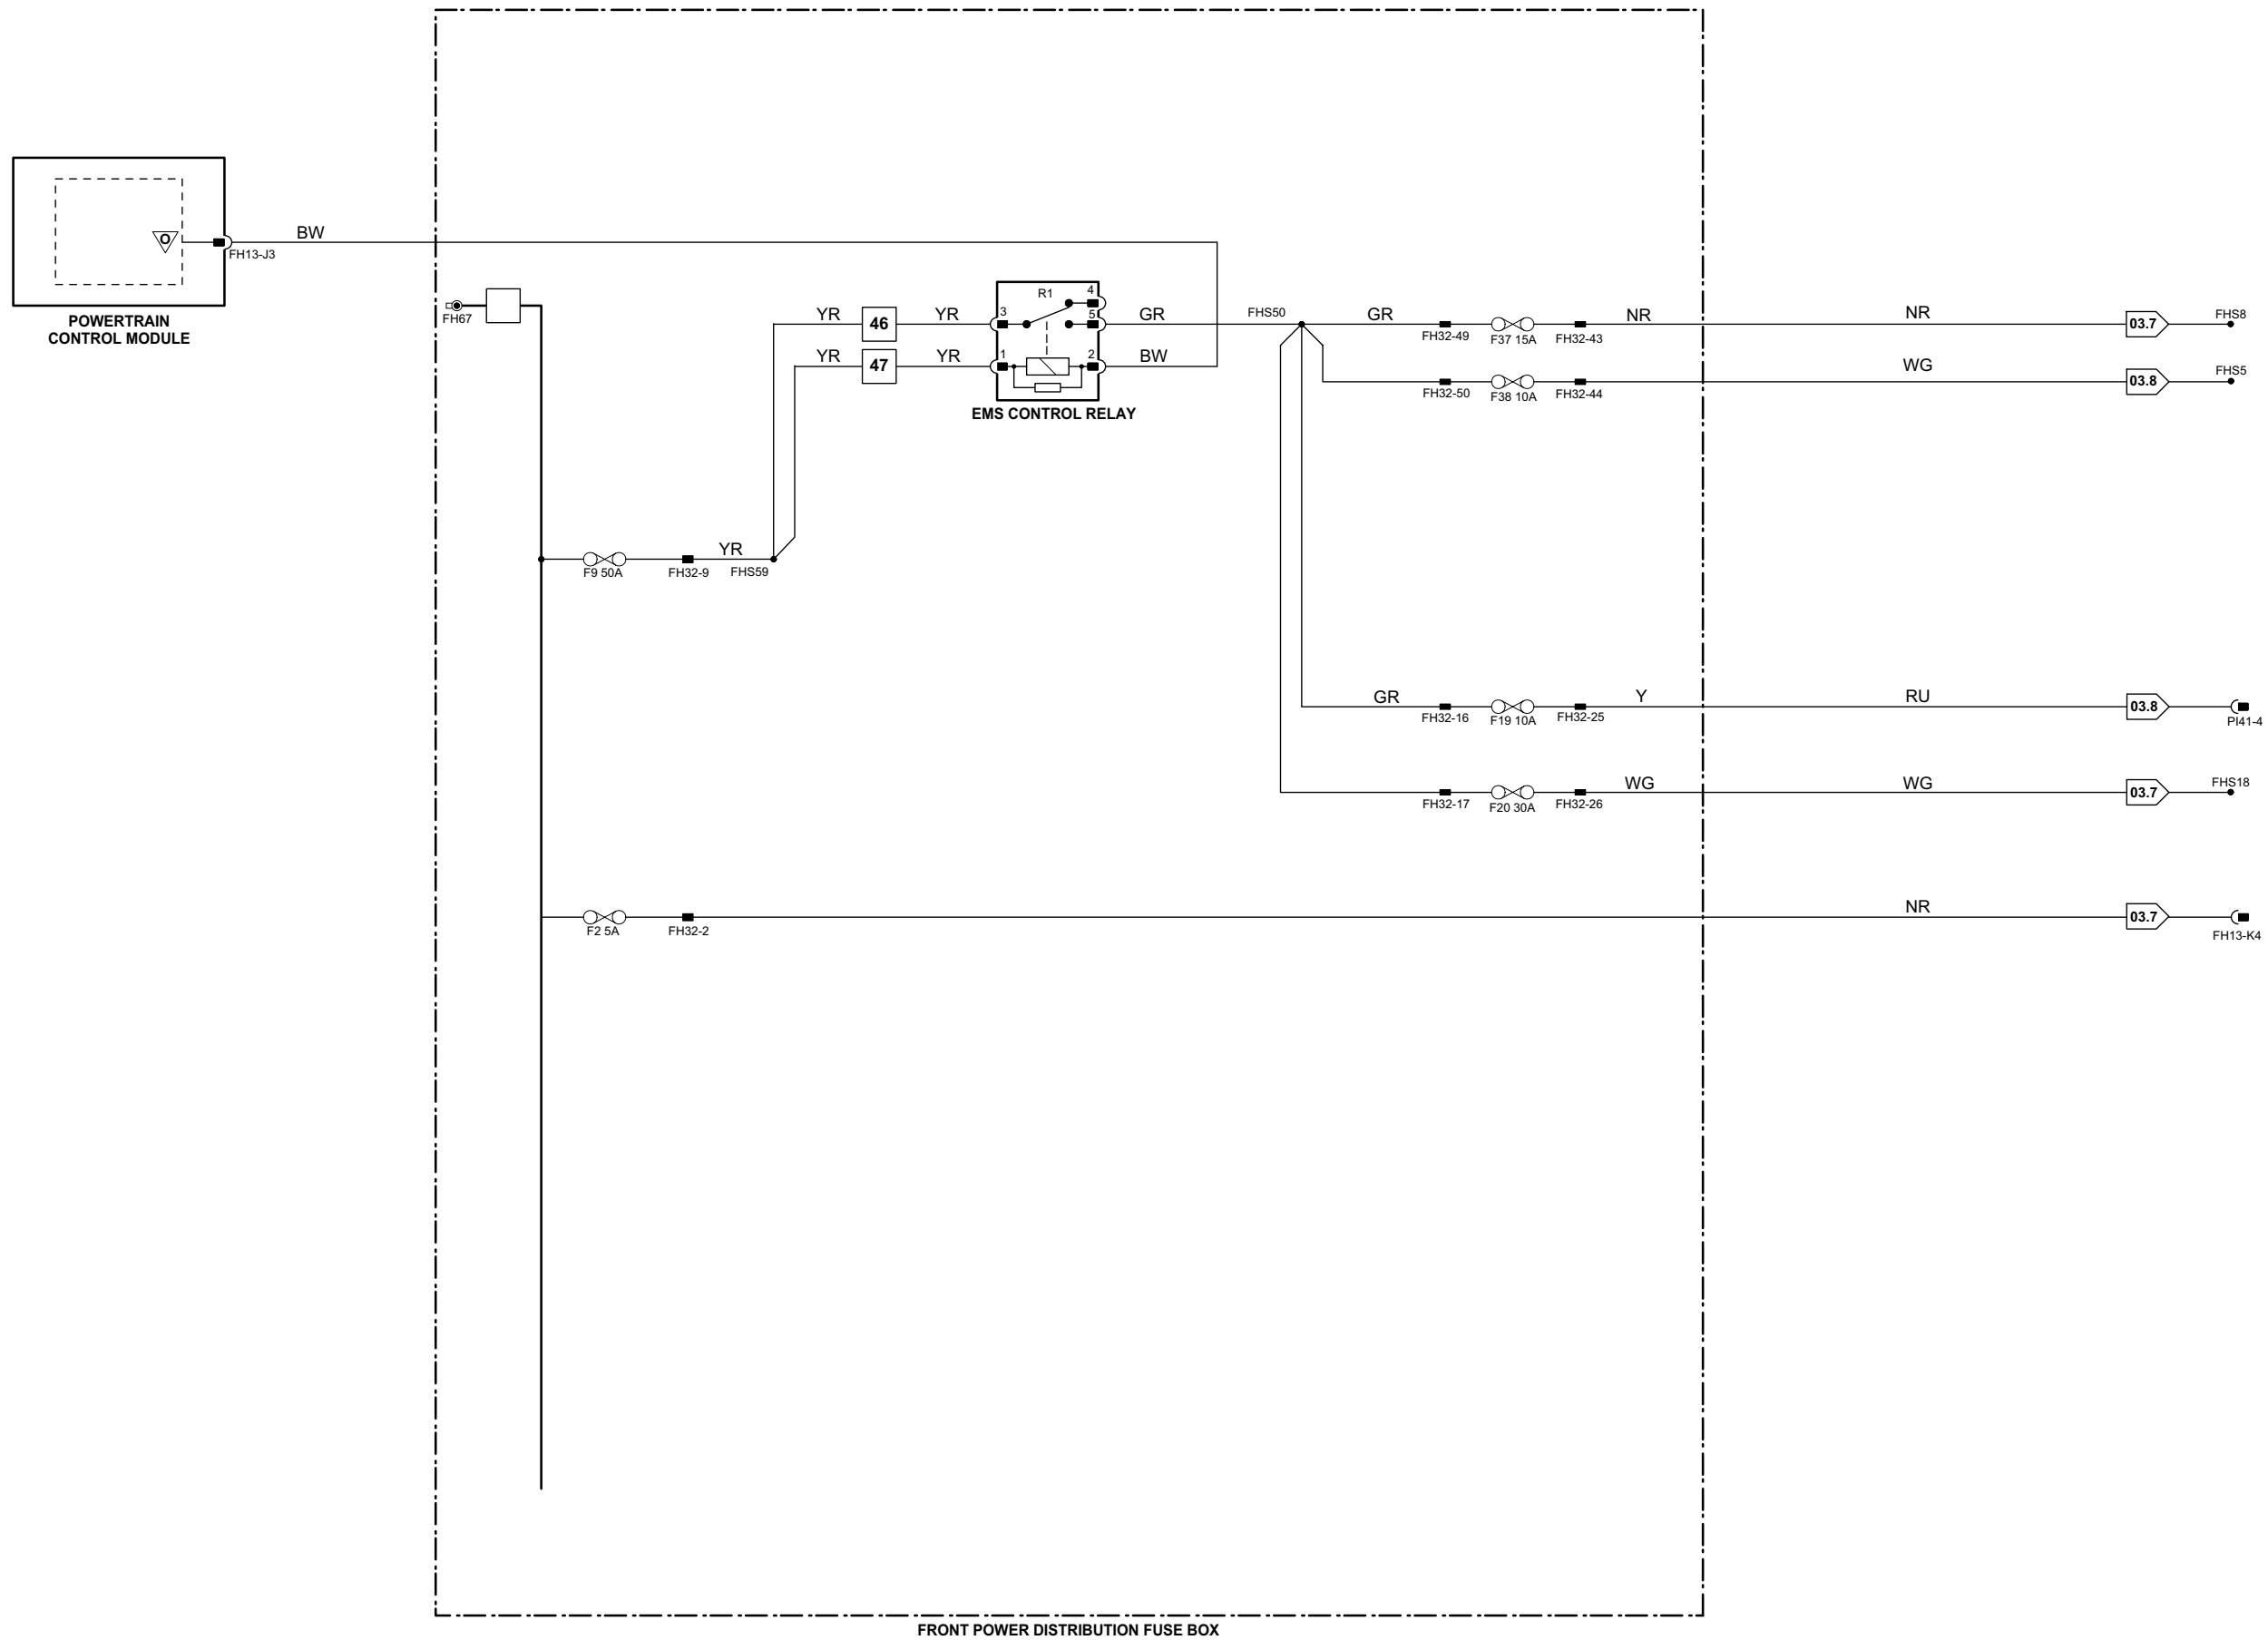 O
FH13-J3
BW
POWERTRAIN
CONTROL MODULE
FH67
YR
46
YR
YR
47
YR
R1
3
4
5
1
2
EMS CONTROL RELAY
GR
BW
FHS50
GR
FH32-49
F37 15A
FH32-43
NR
NR
03.7
FHS8
FH32-50
F38 10A
FH32-44
WG
03.8
FHS5
F9 50A
FH32-9
YR
FHS59
GR
FH32-16
F19 10A
FH32-25
Y
RU
03.8
PI41-4
FH32-17
F20 30A
FH32-26
WG
WG
03.7
FHS18
F2 5A
FH32-2
NR
03.7
FH13-K4
FRONT POWER DISTRIBUTION FUSE BOX